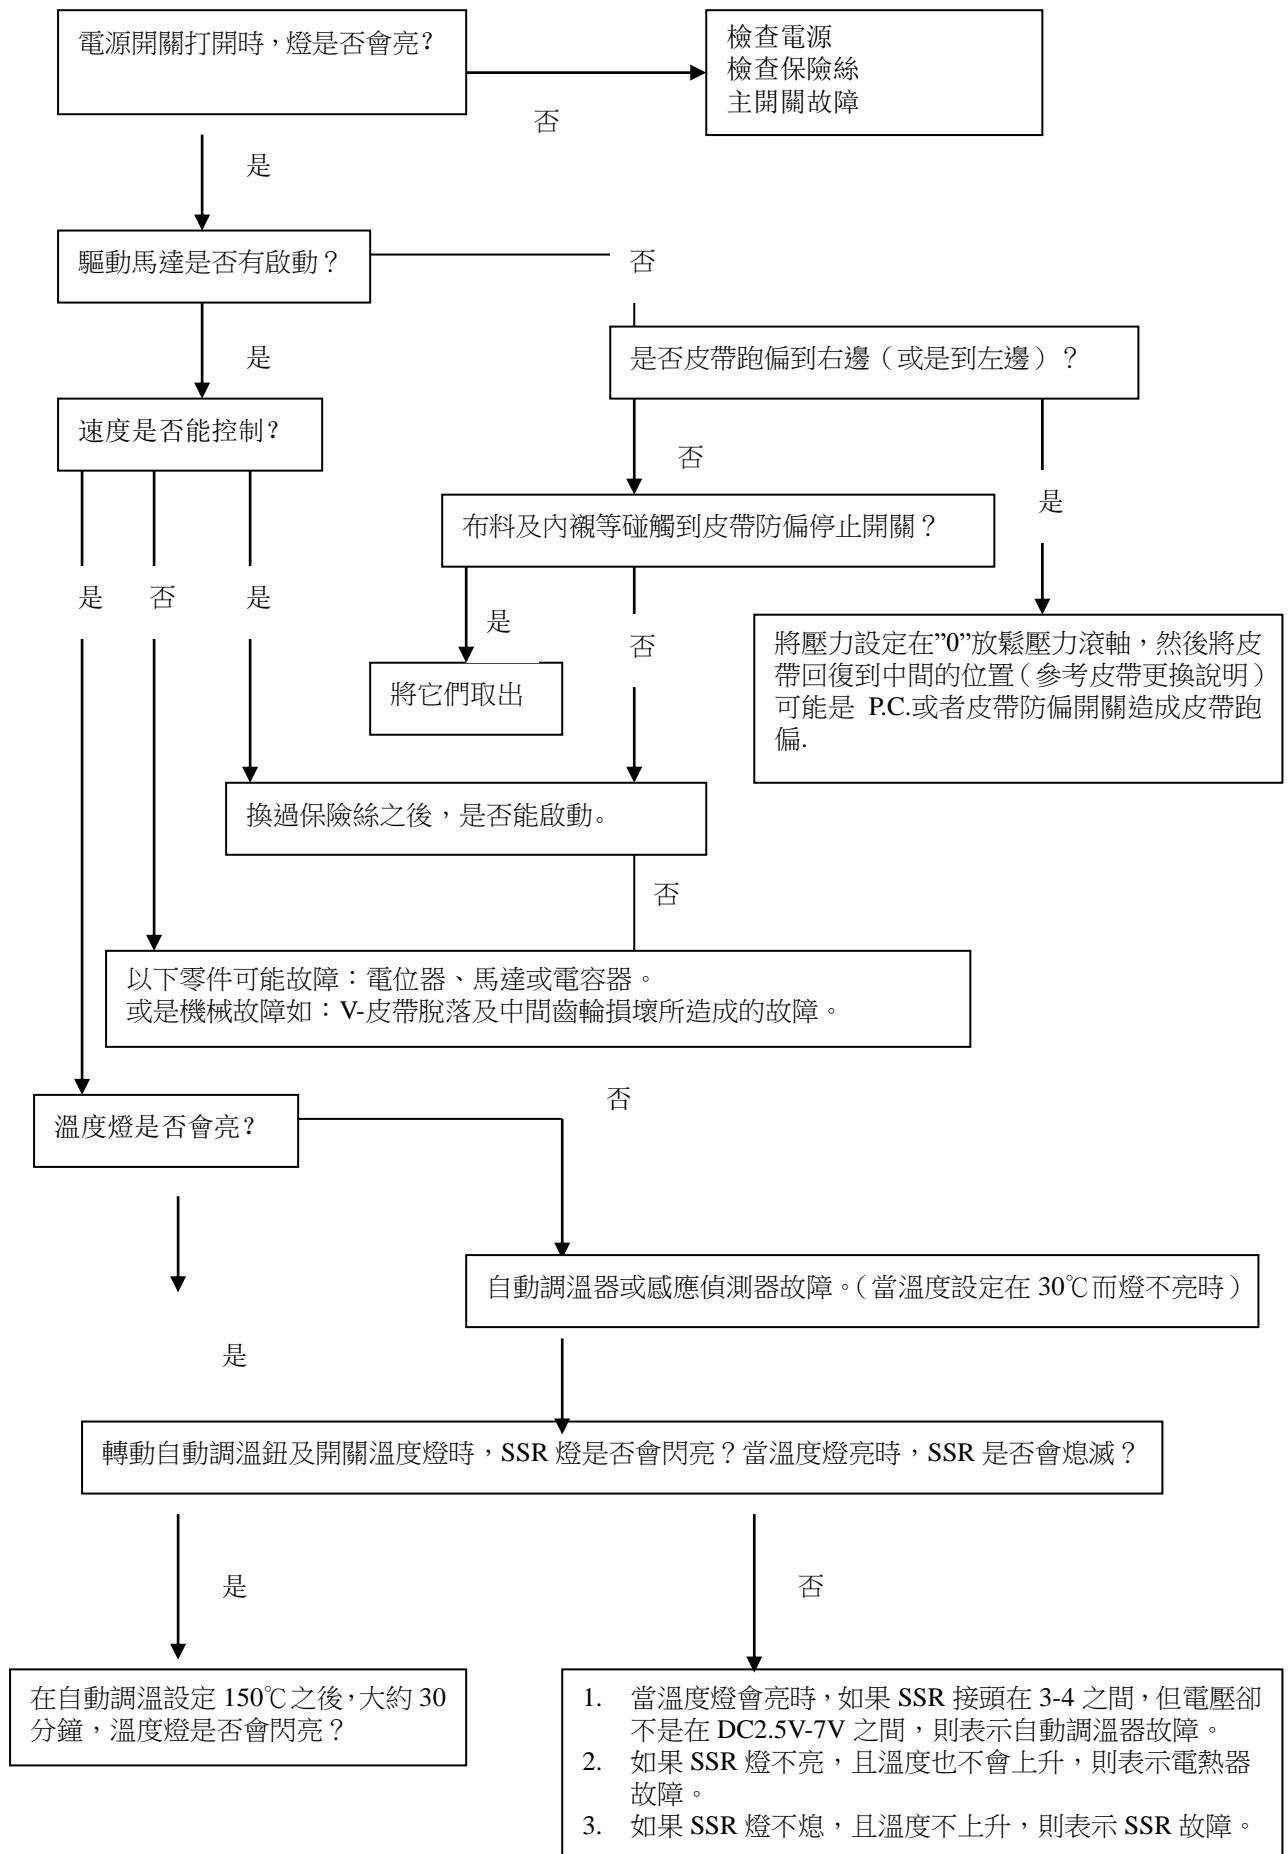 電源開關打開時，燈是否會亮？
檢查電源
檢查保險絲
主開關故障
否
是
驅動馬達是否有啟動？
否
是
是否皮帶跑偏到右邊（或是到左邊）？
速度是否能控制？
否
是
布料及內襯等碰觸到皮帶防偏停止開關？
是
否
是
是
否
將壓力設定在”0”放鬆壓力滾軸，然後將皮
帶回復到中間的位置（參考皮帶更換說明）
可能是 P.C.或者皮帶防偏開關造成皮帶跑
偏.
將它們取出
換過保險絲之後，是否能啟動。
否
以下零件可能故障：電位器、馬達或電容器。
或是機械故障如：V-皮帶脫落及中間齒輪損壞所造成的故障。
否
溫度燈是否會亮？
自動調溫器或感應偵測器故障。（當溫度設定在 30℃而燈不亮時）
是
轉動自動調溫鈕及開關溫度燈時，SSR 燈是否會閃亮？當溫度燈亮時，SSR 是否會熄滅？
是
否
在自動調溫設定 150℃之後，大約 30
分鐘，溫度燈是否會閃亮？
1. 當溫度燈會亮時，如果 SSR 接頭在 3-4 之間，但電壓卻
不是在 DC2.5V-7V 之間，則表示自動調溫器故障。
2. 如果 SSR 燈不亮，且溫度也不會上升，則表示電熱器
故障。
3. 如果 SSR 燈不熄，且溫度不上升，則表示 SSR 故障。